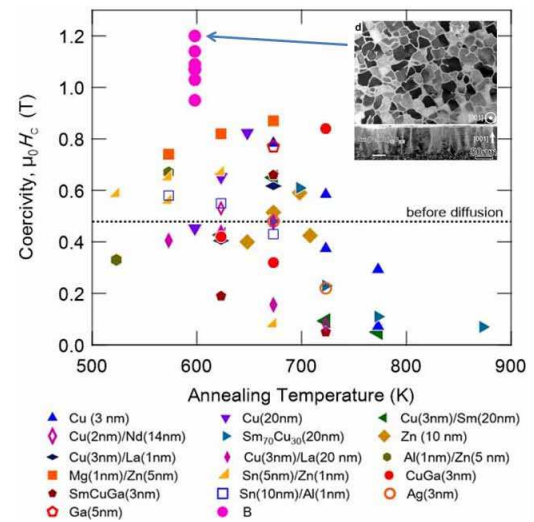 1.2
1.0
0.8
0.6
0.4
0.2
0.0
Coercivity, μ₀Hc (T)
d
[001]
[001]
before diffusion
500 600 700 800 900
Annealing Temperature (K)
Cu (3 nm) Cu(20nm) Cu(3nm)/Sm(20nm)
Cu(2nm)/Nd(14nm) Sm₇₀Cu₃₀(20nm) Zn (10 nm)
Cu(3nm)/La(1nm) Cu(3nm)/La(20 nm) Al(1nm)/Zn(5 nm)
Mg(1nm)/Zn(5nm) Sn(5nm)/Zn(1nm) CuGa(3nm)
SmCuGa(3nm) Sn(10nm)/Al(1nm) Ag(3nm)
Ga(5nm) B